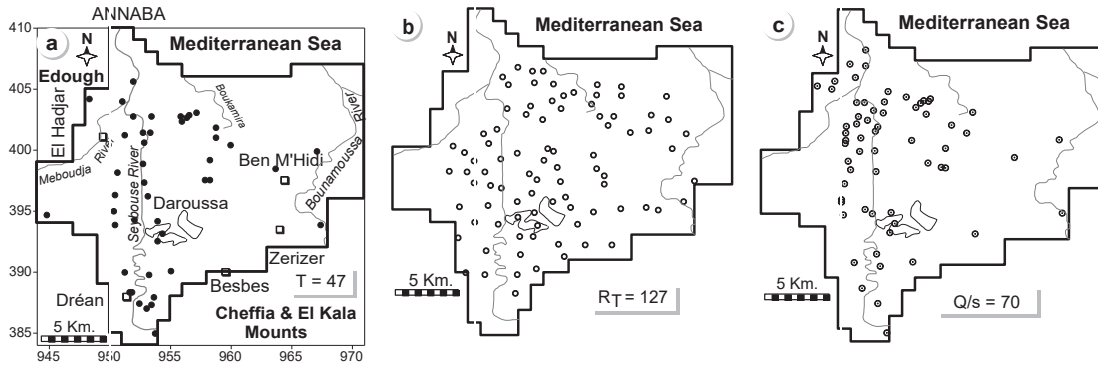 ANNABA
410
405
400
395
390
385
945
950
955
960
965
970
a
N
Mediterranean Sea
Edough
El Hadjar
Meboudja
River
Seybouse River
Boukamira
River
Bounamoussa
Ben M'Hidi
Daroussa
Zerizer
Besbes
Dréan
T = 47
Cheffia & El Kala
Mounts
5 Km.
b
N
Mediterranean Sea
5 Km.
RT = 127
c
N
Mediterranean Sea
5 Km.
Q/s = 70